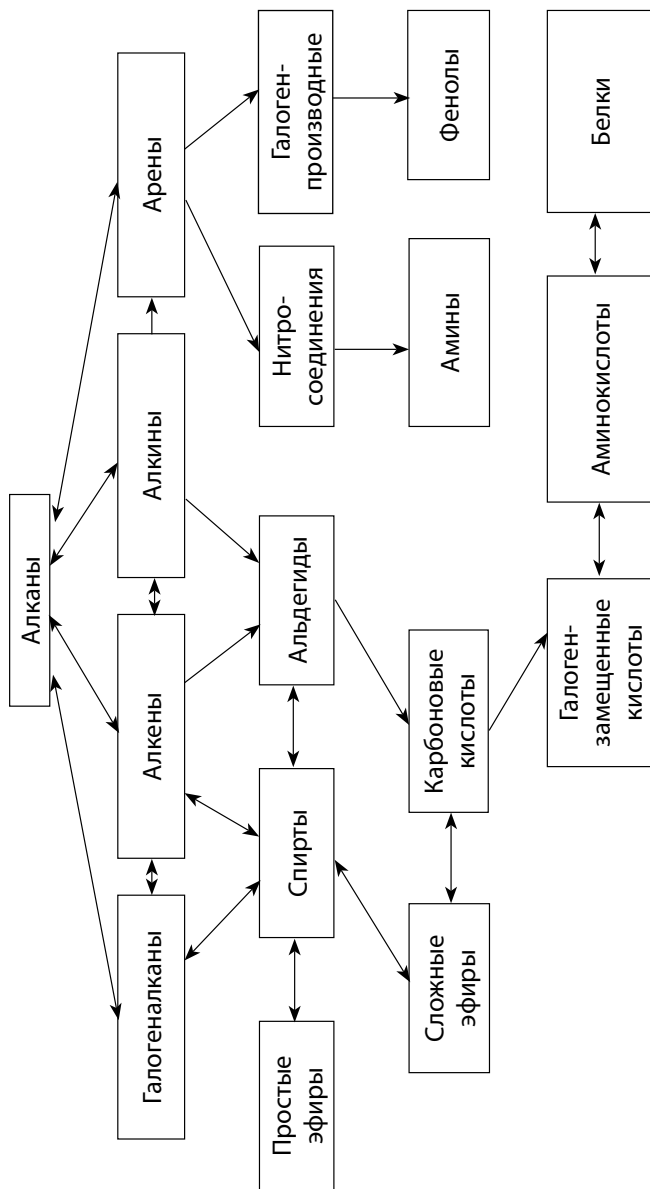 Алканы
Галогеналканы
Алкены
Алкины
Арены
Простые
эфиры
Спирты
Альдегиды
Нитро-
соединения
Галоген-
производные
Сложные
эфиры
Карбоновые
кислоты
Амины
Фенолы
Галоген-
замещенные
кислоты
Аминокислоты
Белки